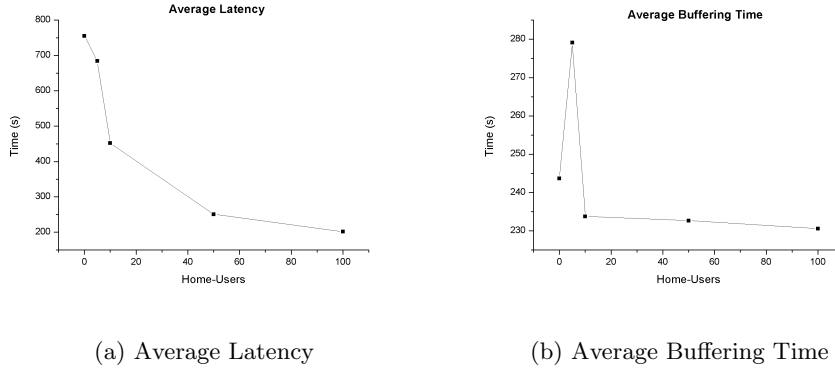 Average Latency
800
700
600
500
400
300
200
Time (s)
0 20 40 60 80 100
Home-Users
Average Buffering Time
280
270
260
250
240
230
Time (s)
0 20 40 60 80 100
Home-Users
(a) Average Latency
(b) Average Buffering Time